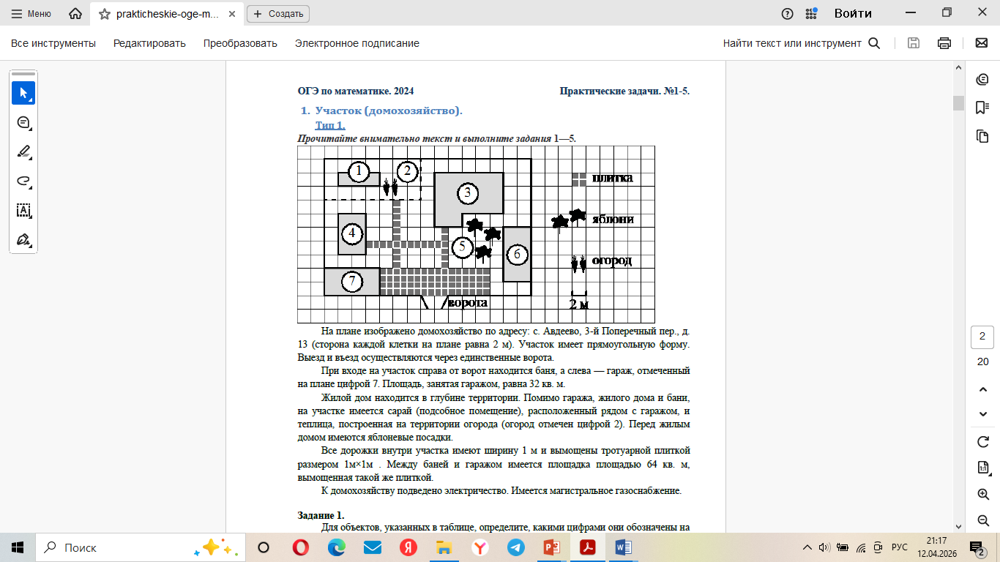 Меню
prakticheskie-oge-m...
Создать
Войти
Все инструменты
Редактировать
Преобразовать
Электронное подписание
Найти текст или инструмент
ОГЭ по математике. 2024
Практические задачи. №1-5.
1. Участок (домохозяйство).
Тип 1.
Прочитайте внимательно текст и выполните задания 1—5.
1
2
3
плитка
яблони
4
5
6
огород
7
ворота
2 м
На плане изображено домохозяйство по адресу: с. Авдеево, 3-й Поперечный пер., д.
13 (сторона каждой клетки на плане равна 2 м). Участок имеет прямоугольную форму.
Выезд и въезд осуществляются через единственные ворота.
При входе на участок справа от ворот находится баня, а слева — гараж, отмеченный
на плане цифрой 7. Площадь, занятая гаражом, равна 32 кв. м.
Жилой дом находится в глубине территории. Помимо гаража, жилого дома и бани,
на участке имеется сарай (подсобное помещение), расположенный рядом с гаражом, и
теплица, построенная на территории огорода (огород отмечен цифрой 2). Перед жилым
домом имеются яблоневые посадки.
Все дорожки внутри участка имеют ширину 1 м и вымощены тротуарной плиткой
размером 1м×1м . Между баней и гаражом имеется площадка площадью 64 кв. м,
вымощенная такой же плиткой.
К домохозяйству подведено электричество. Имеется магистральное газоснабжение.
Задание 1.
Для объектов, указанных в таблице, определите, какими цифрами они обозначены на
2
20
1:1
Поиск
РУС
21:17
12.04.2026
2